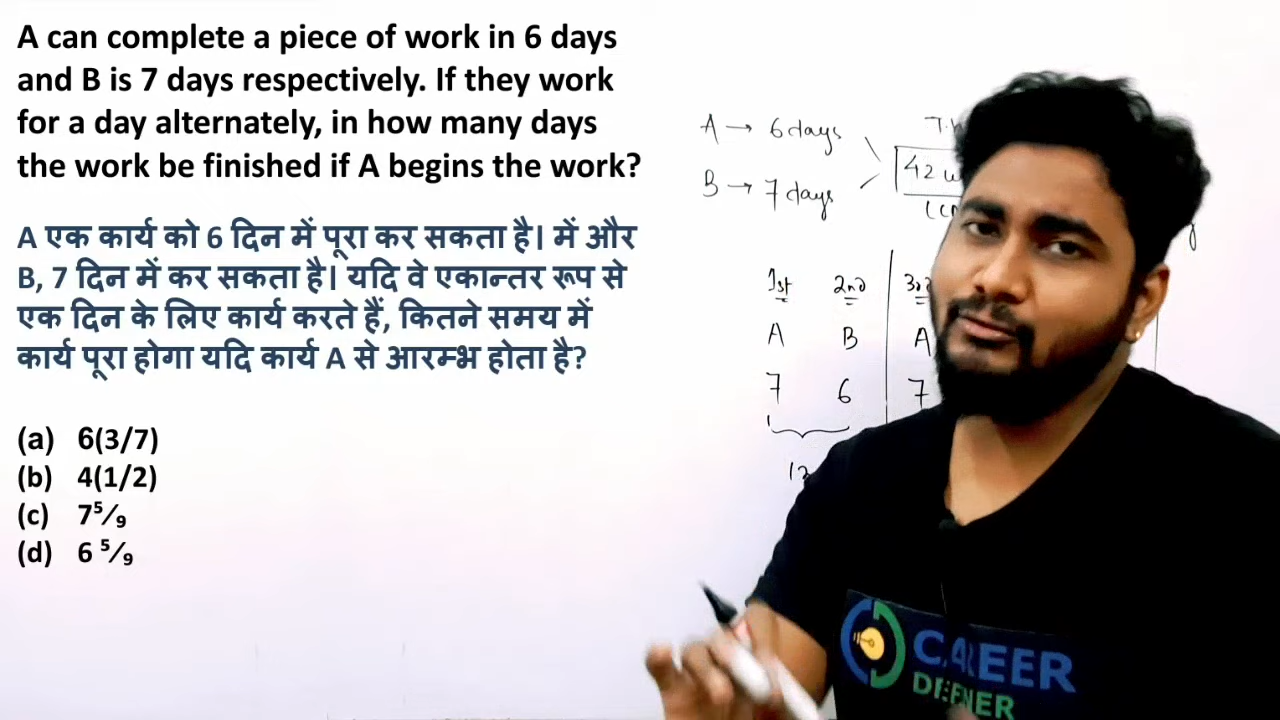 A can complete a piece of work in 6 days
and B is 7 days respectively. If they work
for a day alternately, in how many days
the work be finished if A begins the work?
A एक कार्य को 6 दिन में पूरा कर सकता है। में और
B, 7 दिन में कर सकता है। यदि वे एकान्तर रूप से
एक दिन के लिए कार्य करते हैं, कितने समय में
कार्य पूरा होगा यदि कार्य A से आरम्भ होता है?
(a) 6(3/7)
(b) 4(1/2)
(c) 7⁵⁄₉
(d) 6 ⁵⁄₉
A → 6 days
B → 7 days
T.W
42
1st 2nd 3rd
A B A
7 6 7
CAREER
DEFINER